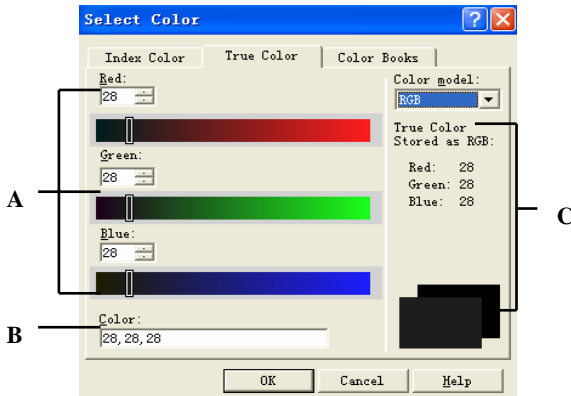 Select Color
Index Color
True Color
Color Books
Red:
28
Green:
28
Blue:
28
Color:
28,28,28
Color model:
RGB
True Color
Stored as RGB:
Red: 28
Green: 28
Blue: 28
OK
Cancel
Help
A
B
C